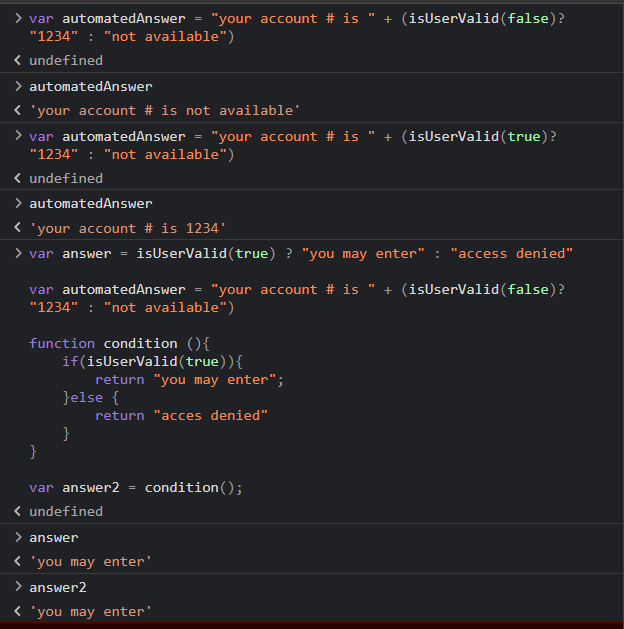 > var automatedAnswer = "your account # is " + (isUserValid(false)?
"1234" : "not available")
< undefined
> automatedAnswer
< 'your account # is not available'
> var automatedAnswer = "your account # is " + (isUserValid(true)?
"1234" : "not available")
< undefined
> automatedAnswer
< 'your account # is 1234'
> var answer = isUserValid(true) ? "you may enter" : "access denied"
var automatedAnswer = "your account # is " + (isUserValid(false)?
"1234" : "not available")
function condition (){
    if(isUserValid(true)){
        return "you may enter";
    }else {
        return "acces denied"
    }
}
var answer2 = condition();
< undefined
> answer
< 'you may enter'
> answer2
< 'you may enter'